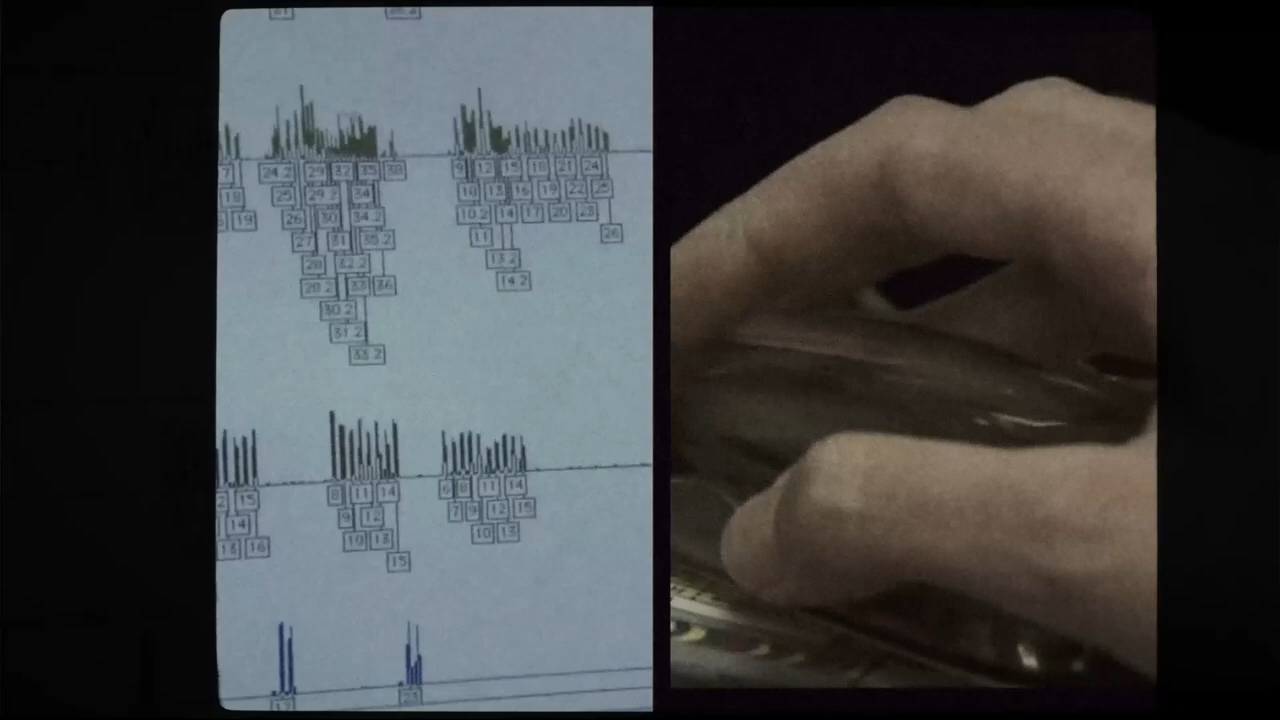 7 24.2 29 32 35 38 9 12 15 18 21 24
18 25 29.2 34 10 13 16 19 22 25
19 26 30 34.2 10.2 14 17 20 23
27 31 35.2 11 26
28 32.2 13.2
28.2 33 36 14.2
30.2
31.2
33.2
15 8 11 14 6 8 11 14
14 9 12 7 9 12 15
13 16 10 13 10 13
15